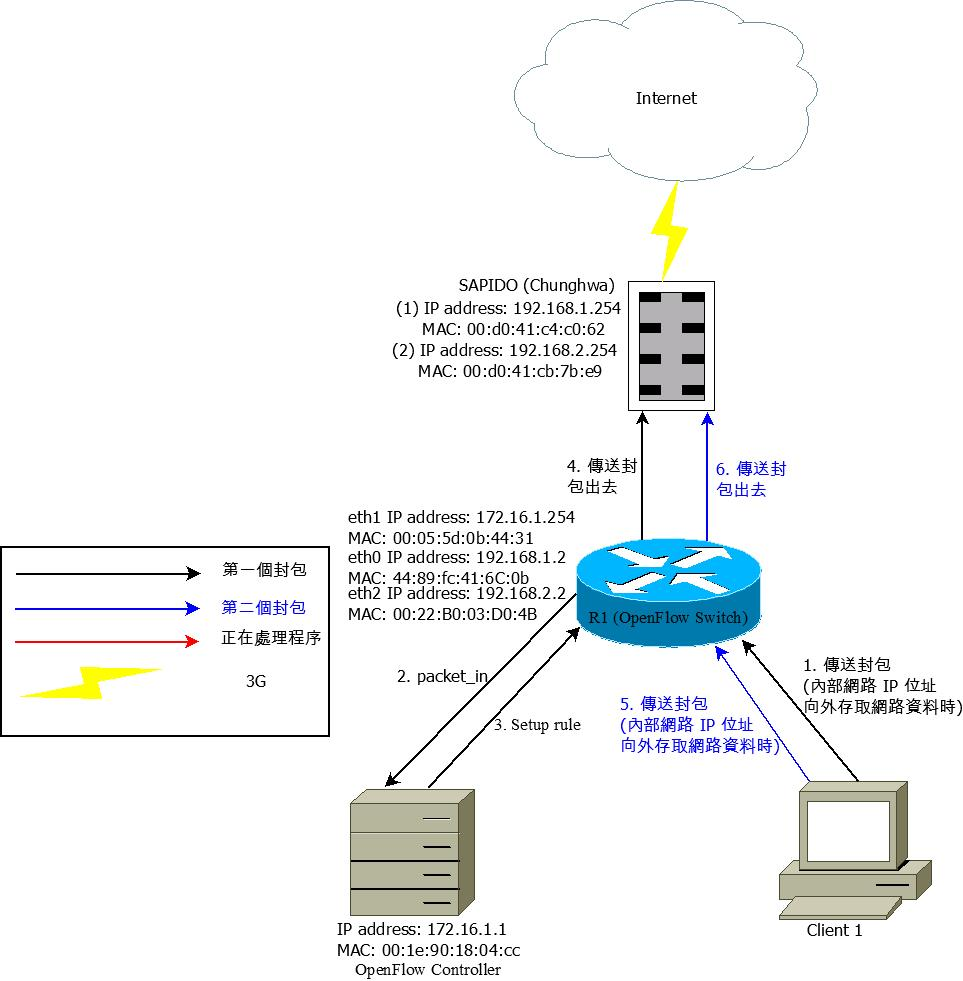 Internet
SAPIDO (Chunghwa)
(1) IP address: 192.168.1.254
MAC: 00:d0:41:c4:c0:62
(2) IP address: 192.168.2.254
MAC: 00:d0:41:cb:7b:e9
4. 傳送封
包出去
6. 傳送封
包出去
eth1 IP address: 172.16.1.254
MAC: 00:05:5d:0b:44:31
eth0 IP address: 192.168.1.2
MAC: 44:89:fc:41:6C:0b
eth2 IP address: 192.168.2.2
MAC: 00:22:B0:03:D0:4B
R1 (OpenFlow Switch)
第一個封包
第二個封包
正在處理程序
3G
2. packet_in
3. Setup rule
1. 傳送封包
(內部網路 IP 位址
向外存取網路資料時)
5. 傳送封包
(內部網路 IP 位址
向外存取網路資料時)
IP address: 172.16.1.1
MAC: 00:1e:90:18:04:cc
OpenFlow Controller
Client 1